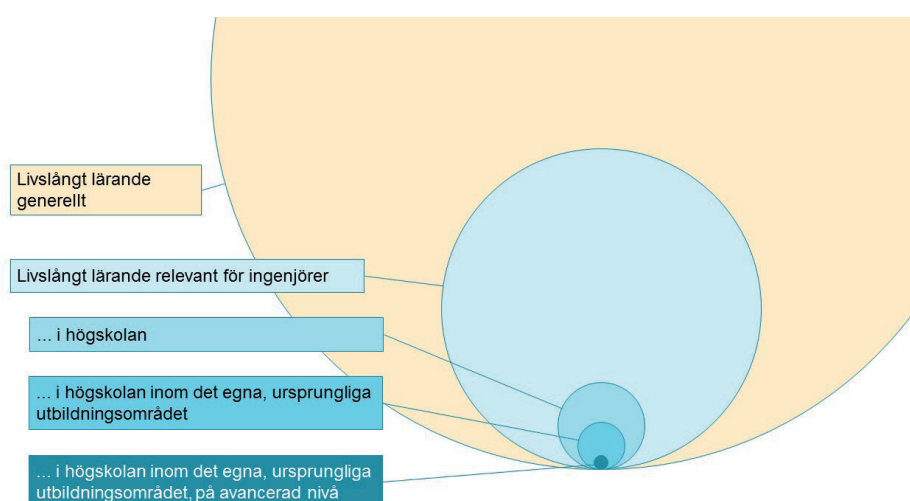 Livslångt lärande
generellt
Livslångt lärande relevant för ingenjörer
... i högskolan
... i högskolan inom det egna, ursprungliga
utbildningsområdet
... i högskolan inom det egna, ursprungliga
utbildningsområdet, på avancerad nivå